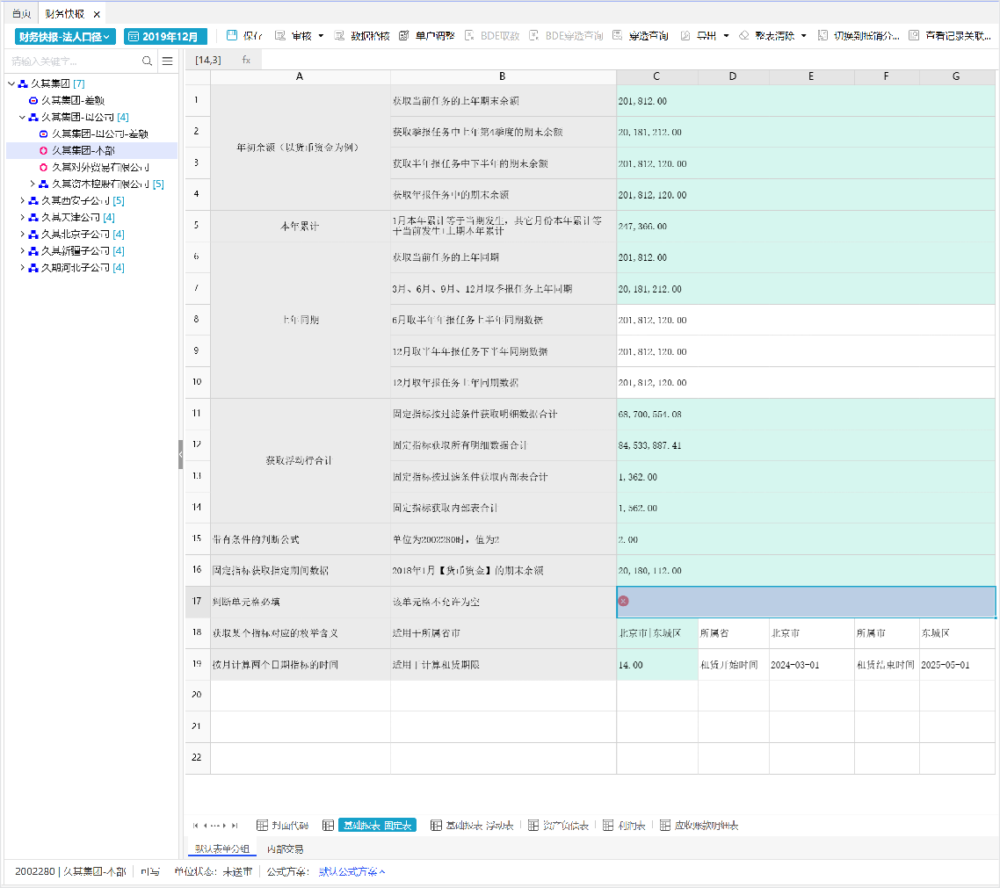 首页 财务快报 ×
财务快报-法人口径 2019年12月 保存 审核 数据稽核 单户调整 BDE取数 BDE穿透查询 穿透查询 导出 整表清除 切换到抵销分... 查看记录关联...
请输入关键字...
[14,3] fx
久其集团 [7]
久其集团-差额
久其集团-母公司 [4]
久其集团-母公司-差额
久其集团-本部
久其对外贸易有限公司
久其资本控股有限公司 [5]
久其西安子公司 [5]
久其天津公司 [4]
久其北京子公司 [4]
久其新疆子公司 [4]
久期河北子公司 [4]
A B C D E F G
年初余额（以货币资金为例）
1 获取当前任务的上年期末余额 201,812.00
2 获取季报任务中上年第4季度的期末余额 20,181,212.00
3 获取半年报任务中下半年的期末余额 201,812,120.00
4 获取年报任务中的期末余额 201,812,120.00
5 本年累计 1月本年累计等于当期发生，其它月份本年累计等
于当前发生+上期本年累计 247,366.00
上年同期
6 获取当前任务的上年同期 201,812.00
7 3月、6月、9月、12月取季报任务上年同期 20,181,212.00
8 6月取半年年报任务上半年同期数据 201,812,120.00
9 12月取半年年报任务下半年同期数据 201,812,120.00
10 12月取年报任务上年同期数据 201,812,120.00
获取浮动行合计
11 固定指标按过滤条件获取明细数据合计 68,700,554.08
12 固定指标获取所有明细数据合计 84,533,887.41
13 固定指标按过滤条件获取内部表合计 1,362.00
14 固定指标获取内部表合计 1,562.00
15 带有条件的判断公式 单位为2002280时，值为2 2.00
16 固定指标获取指定期间数据 2018年1月【货币资金】的期末余额 20,180,112.00
17 判断单元格必填 该单元格不允许为空
18 获取某个指标对应的枚举含义 适用于所属省市 北京市|东城区 所属省 北京市 所属市 东城区
19 按月计算两个日期指标的时间 适用于计算租赁期限 14.00 租赁开始时间 2024-03-01 租赁结束时间 2025-05-01
20
21
22
封面代码 基础报表-固定表 基础报表-浮动表 资产负债表 利润表 应收账款明细表
默认表单分组 内部交易
2002280 | 久其集团-本部 可写 单位状态: 未送审 公式方案: 默认公式方案